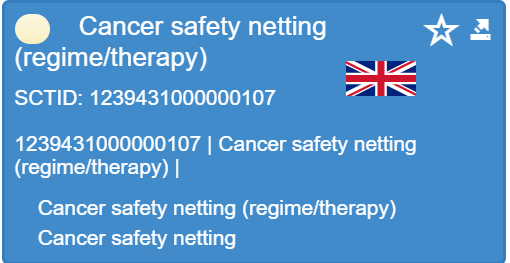 Cancer safety netting
(regime/therapy)
SCTID: 1239431000000107
1239431000000107 | Cancer safety netting
(regime/therapy) |
Cancer safety netting (regime/therapy)
Cancer safety netting